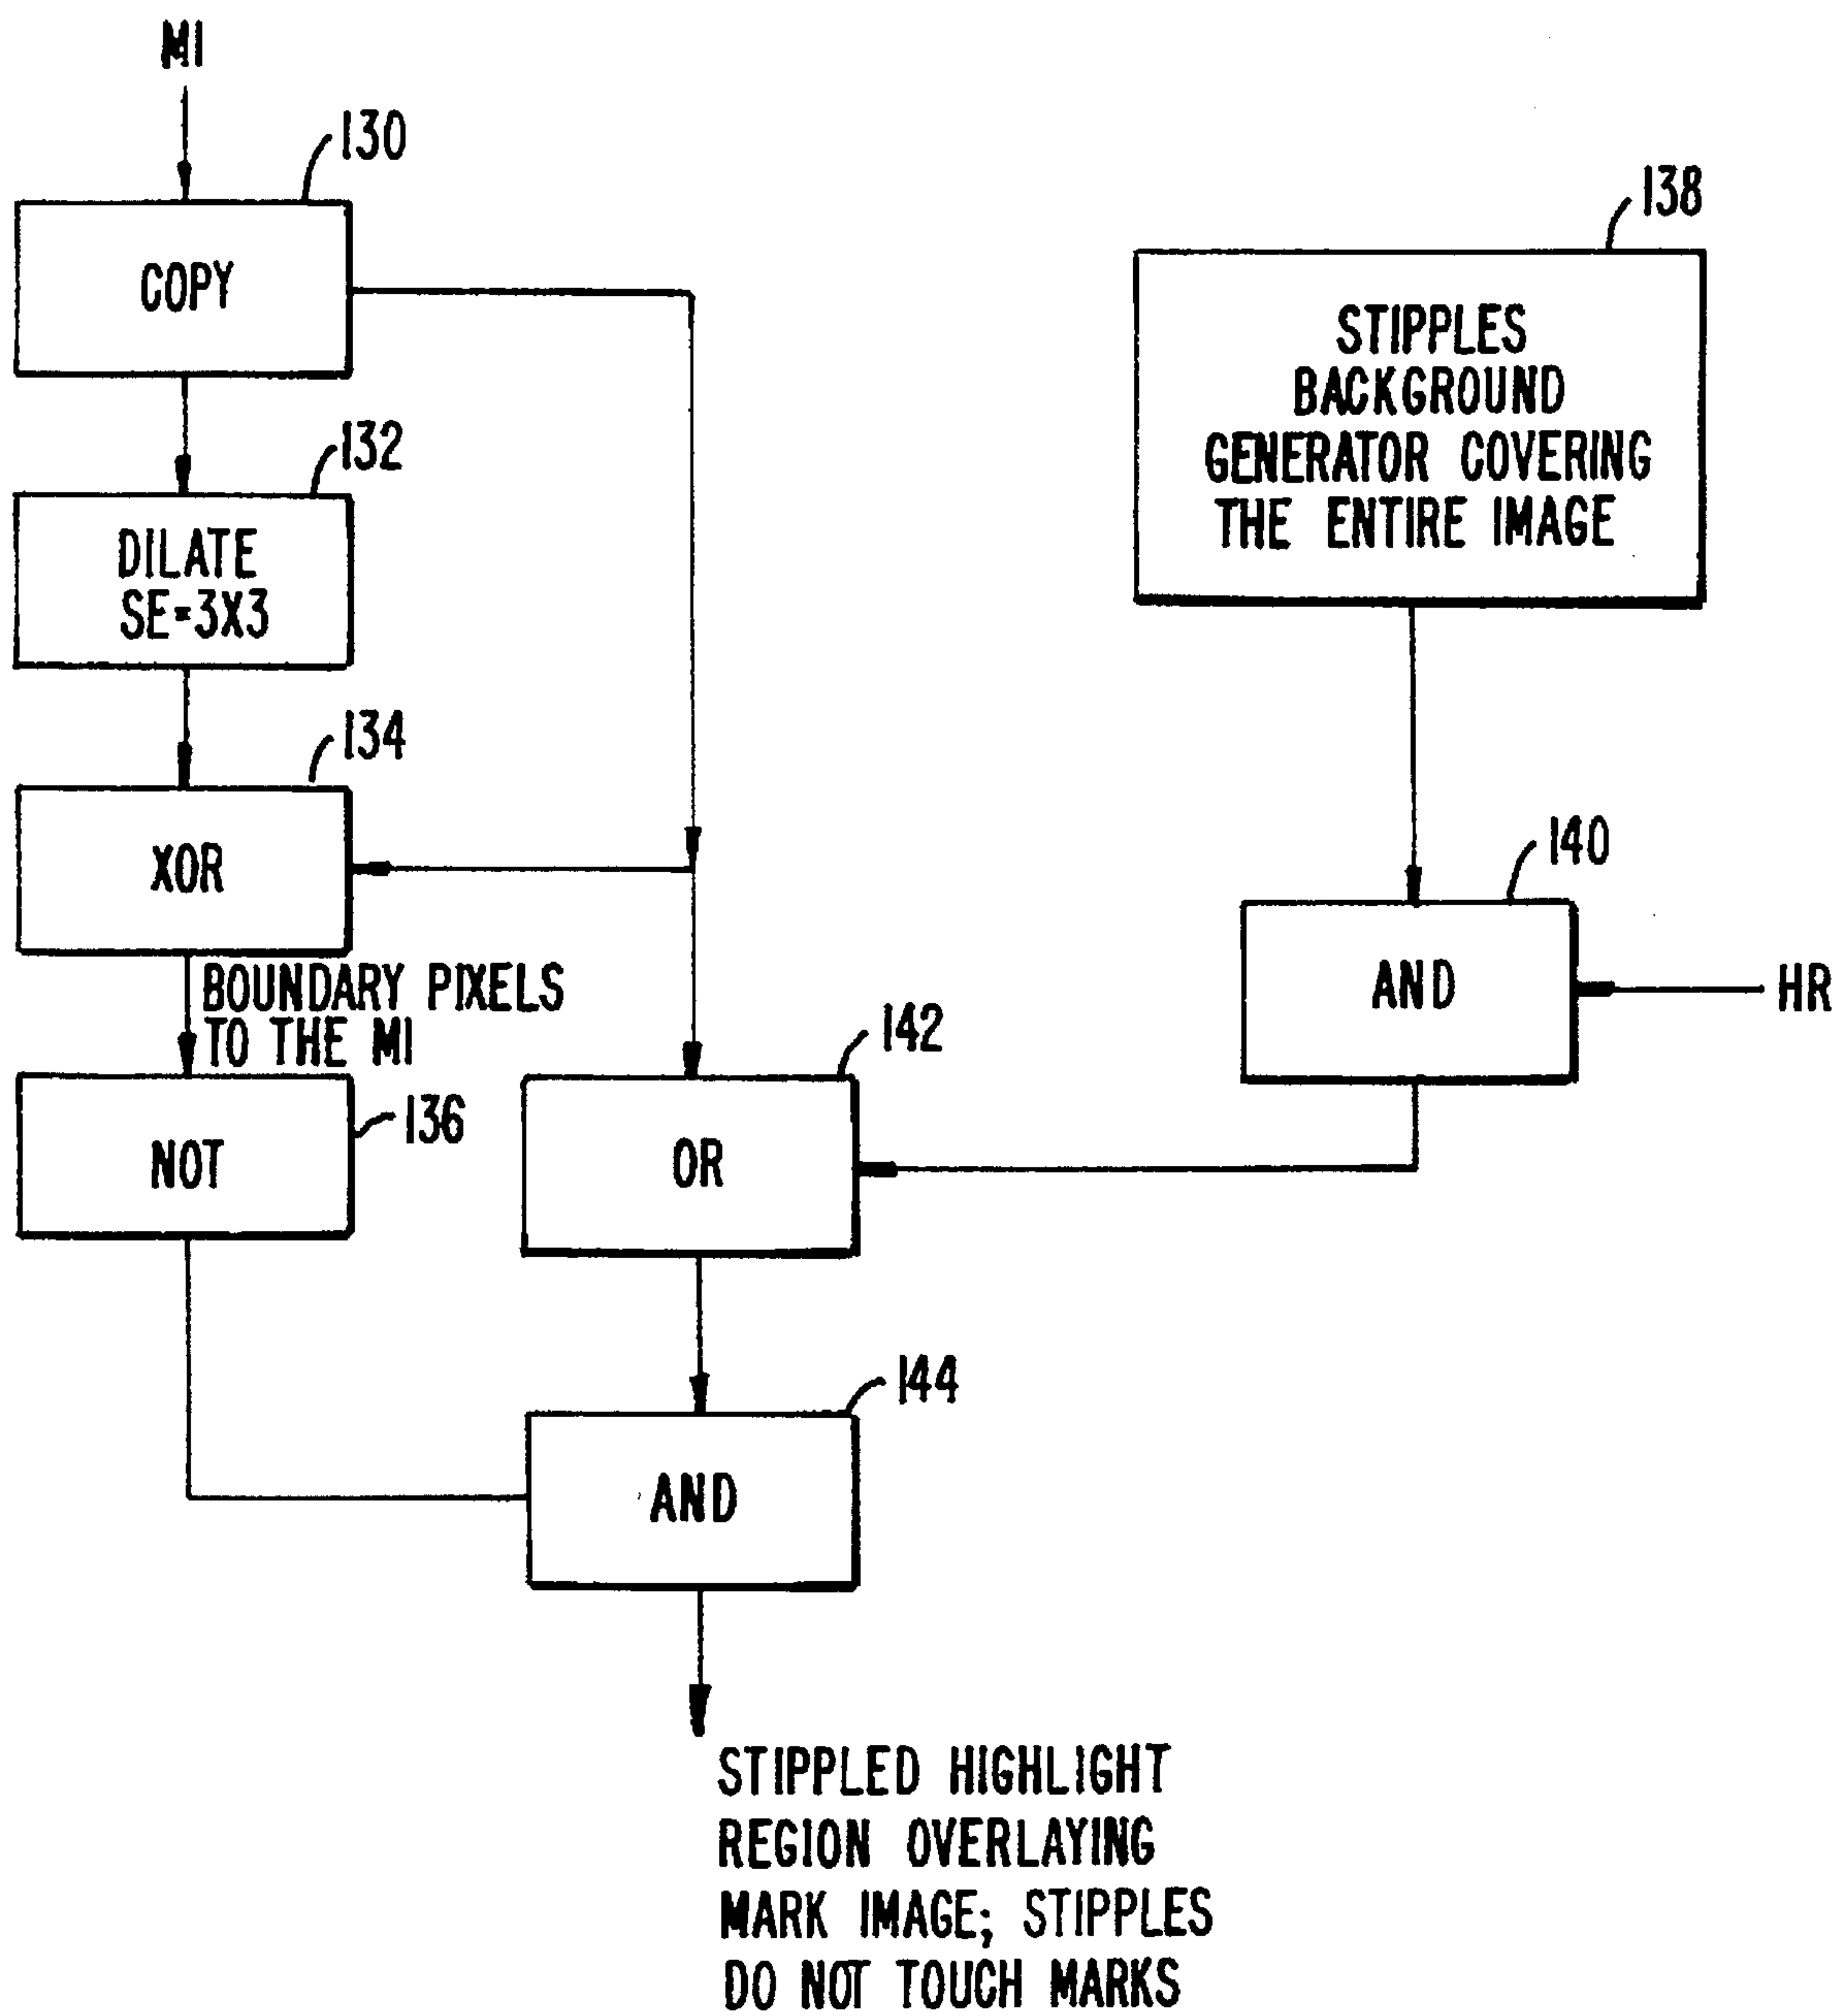 MI
130
COPY
138
STIPPLES
BACKGROUND
GENERATOR COVERING
THE ENTIRE IMAGE
132
DILATE
SE=3X3
134
XOR
140
AND
HR
BOUNDARY PIXELS
TO THE MI
136
NOT
142
OR
144
AND
STIPPLED HIGHLIGHT
REGION OVERLAYING
MARK IMAGE; STIPPLES
DO NOT TOUCH MARKS